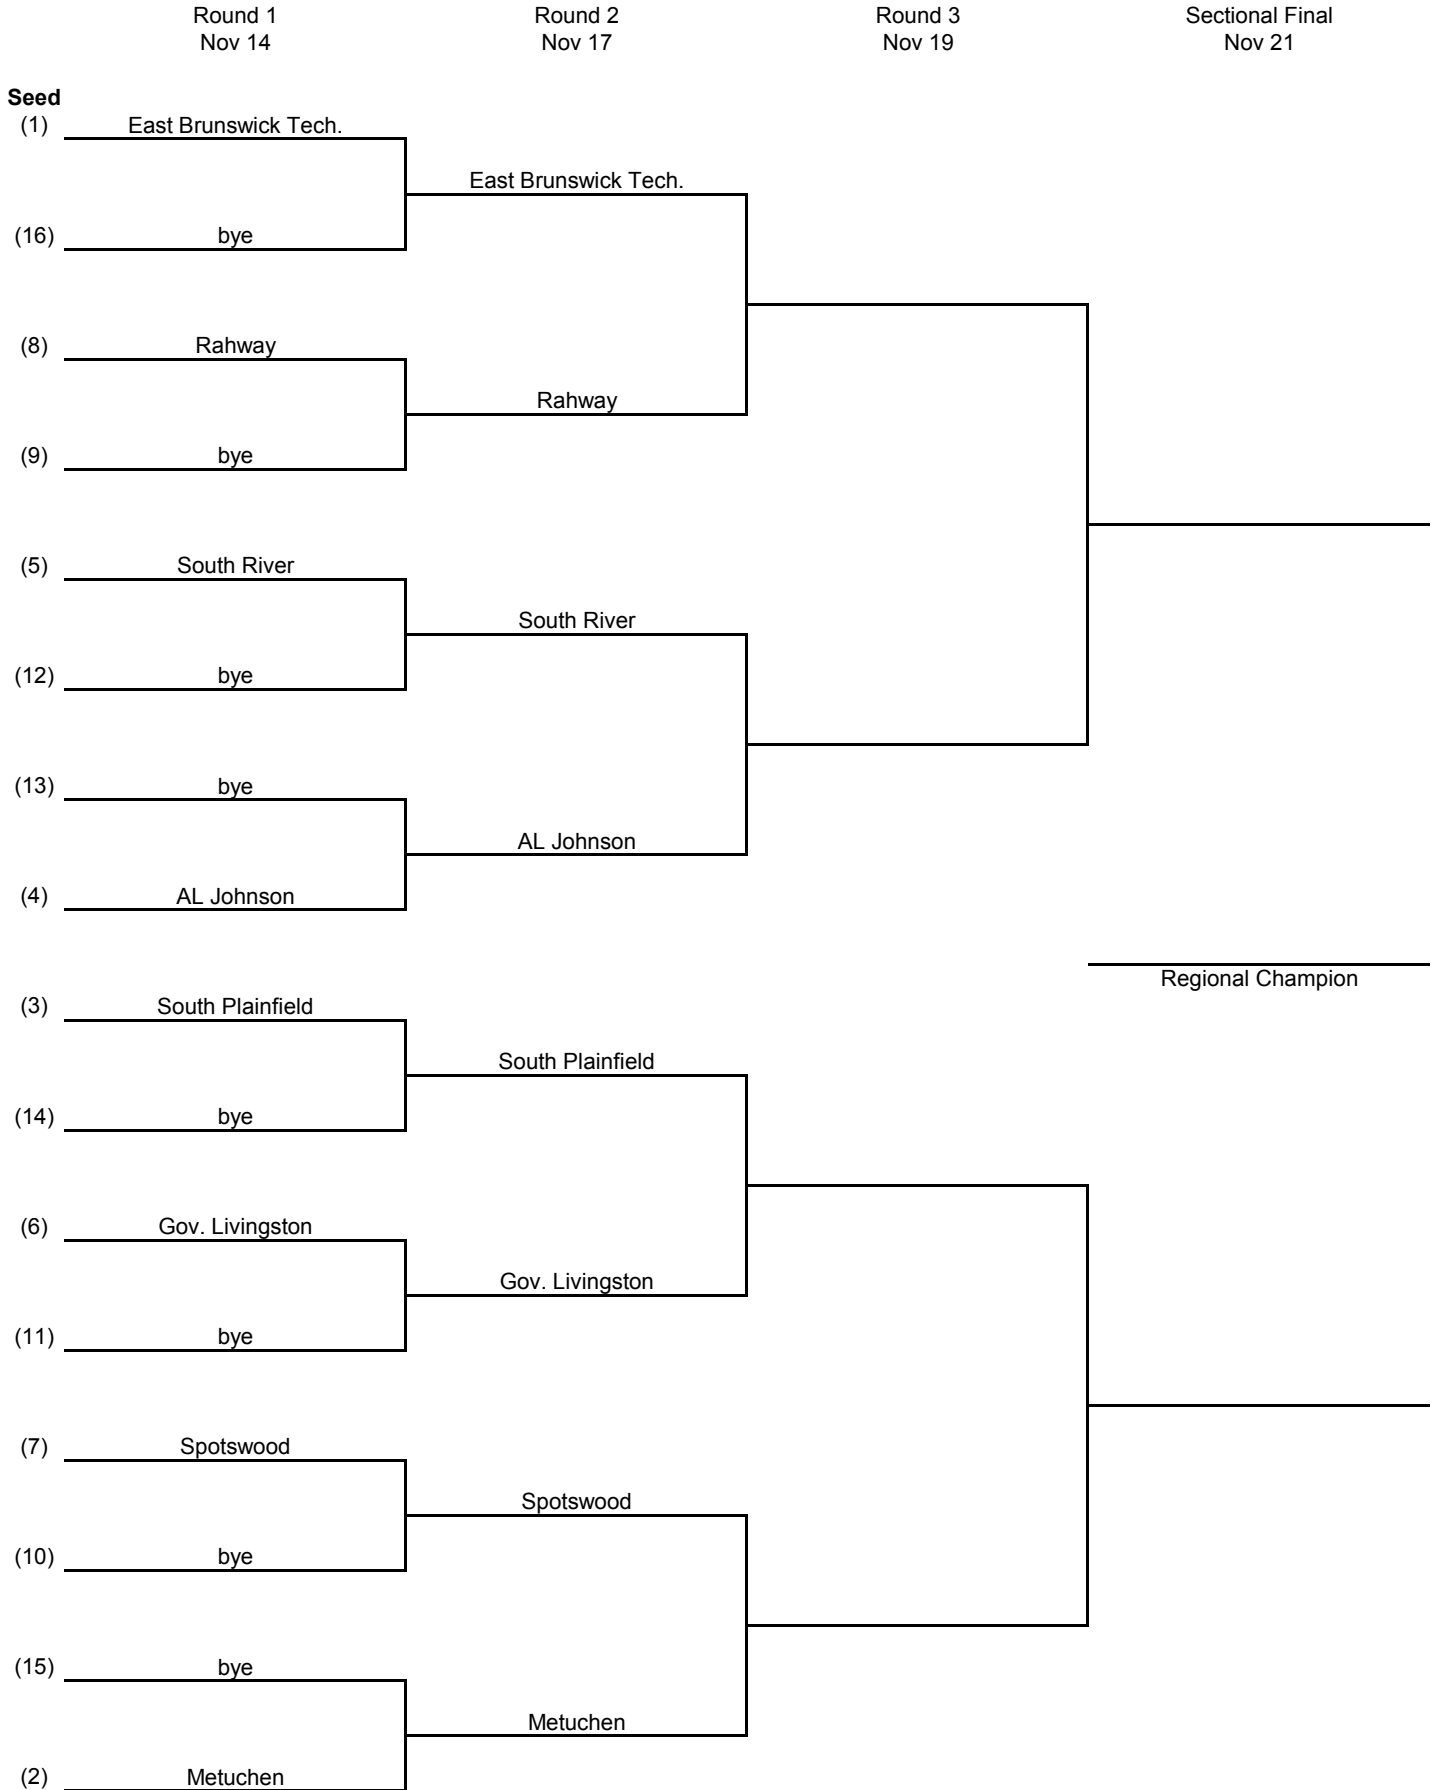 Round 1 Round 2 Round 3 Sectional Final
Nov 14 Nov 17 Nov 19 Nov 21
Seed
(1) East Brunswick Tech.
East Brunswick Tech.
(16) bye
(8) Rahway
Rahway
(9) bye
(5) South River
South River
(12) bye
(13) bye
AL Johnson
(4) AL Johnson
Regional Champion
(3) South Plainfield
South Plainfield
(14) bye
(6) Gov. Livingston
Gov. Livingston
(11) bye
(7) Spotswood
Spotswood
(10) bye
(15) bye
Metuchen
(2) Metuchen